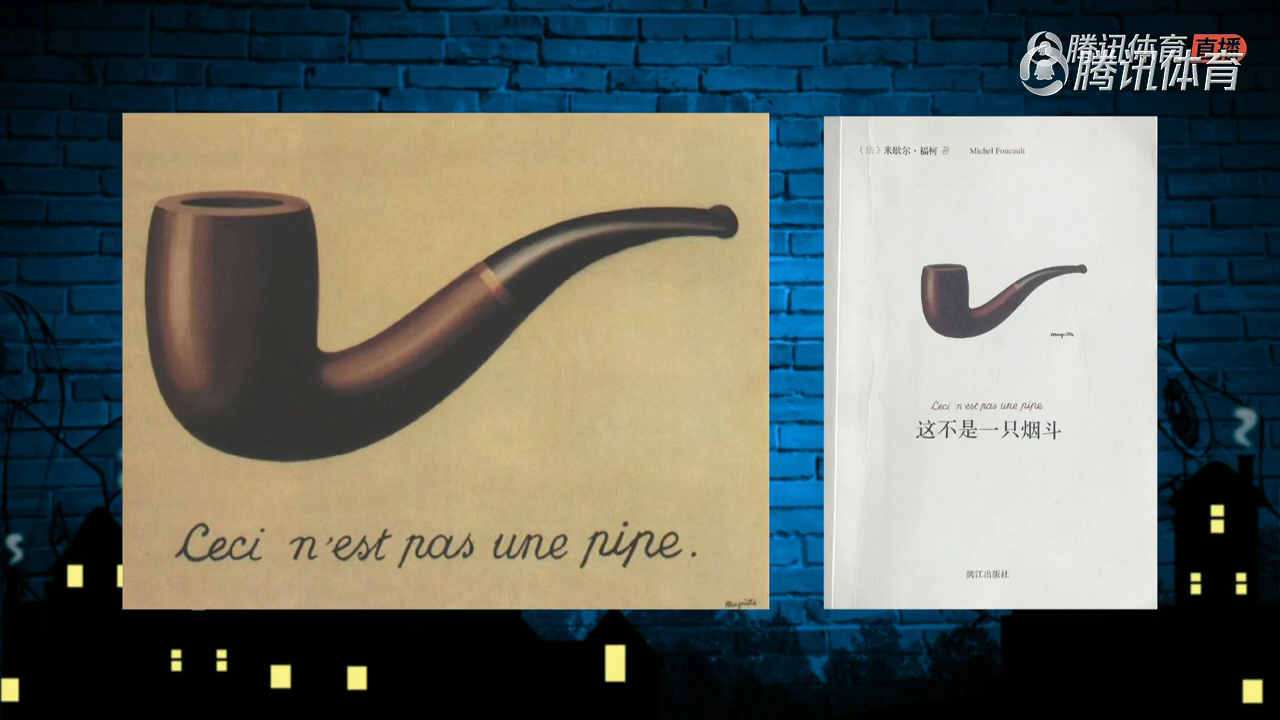 腾讯体育 直播
腾讯体育
Ceci n'est pas une pipe.
Magritte
（法）米歇尔·福柯 著 Michel Foucault
Magritte
Ceci n'est pas une pipe
这不是一只烟斗
漓江出版社